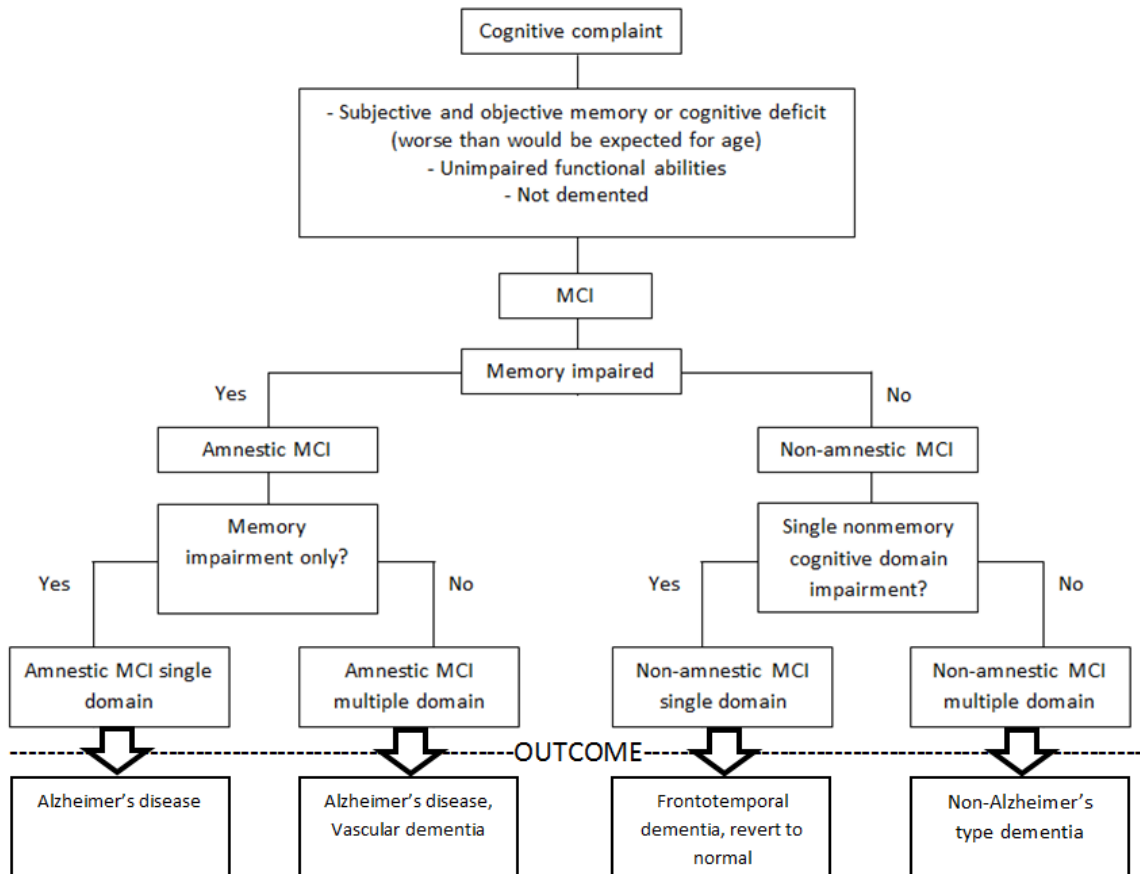 Cognitive complaint
- Subjective and objective memory or cognitive deficit
(worse than would be expected for age)
- Unimpaired functional abilities
- Not demented
MCI
Memory impaired
Yes
No
Amnestic MCI
Non-amnestic MCI
Memory
impairment only?
Single nonmemory
cognitive domain
impairment?
Yes
No
Yes
No
Amnestic MCI single
domain
Amnestic MCI
multiple domain
Non-amnestic MCI
single domain
Non-amnestic MCI
multiple domain
OUTCOME
Alzheimer's disease
Alzheimer's disease,
Vascular dementia
Frontotemporal
dementia, revert to
normal
Non-Alzheimer's
type dementia